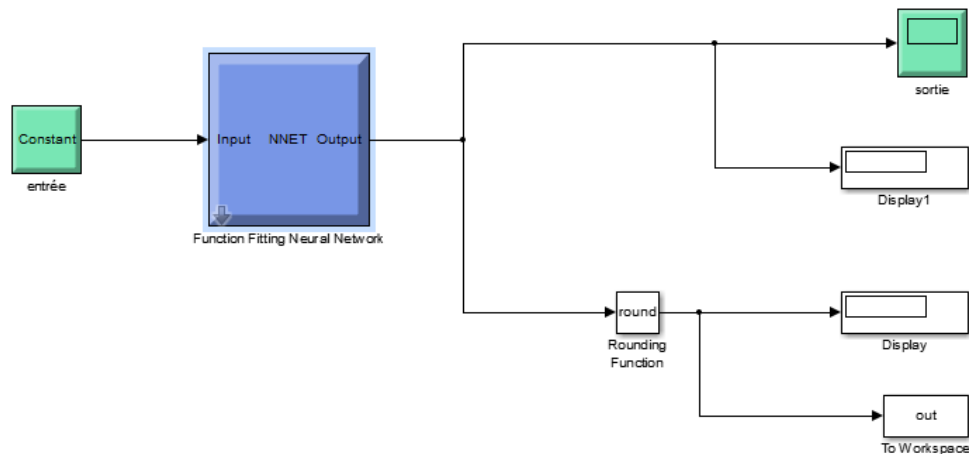 Constant
entrée
Input NNET Output
Function Fitting Neural Network
sortie
Display1
round
Rounding
Function
Display
out
To Workspace